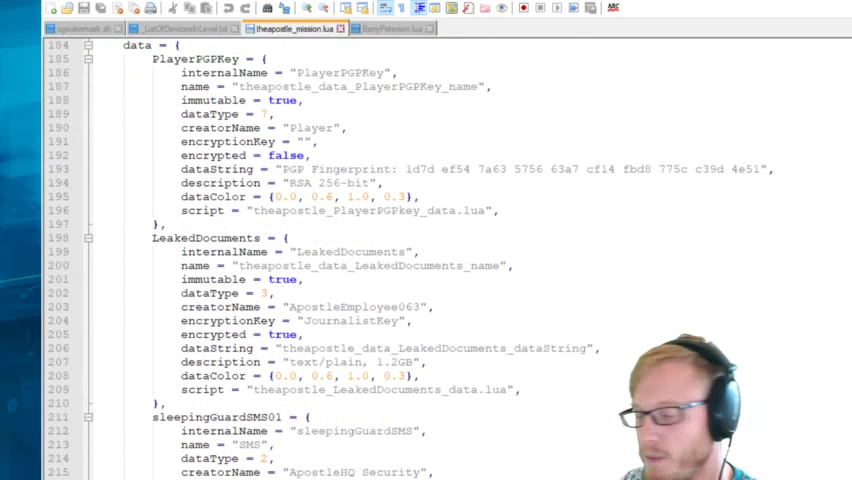 ogwatermark.sh
_ListOfDevicesInLevel.txt
theapostle_mission.lua
BarryPeterson.lua
184 data = {
185 PlayerPGPKey = {
186 internalName = "PlayerPGPKey",
187 name = "theapostle_data_PlayerPGPKey_name",
188 immutable = true,
189 dataType = 7,
190 creatorName = "Player",
191 encryptionKey = "",
192 encrypted = false,
193 dataString = "PGP Fingerprint: 1d7d ef54 7a63 5756 63a7 cf14 fbd8 775c c39d 4e51",
194 description = "RSA 256-bit",
195 dataColor = {0.0, 0.6, 1.0, 0.3},
196 script = "theapostle_PlayerPGPkey_data.lua",
197 },
198 LeakedDocuments = {
199 internalName = "LeakedDocuments",
200 name = "theapostle_data_LeakedDocuments_name",
201 immutable = true,
202 dataType = 3,
203 creatorName = "ApostleEmployee063",
204 encryptionKey = "JournalistKey",
205 encrypted = true,
206 dataString = "theapostle_data_LeakedDocuments_dataString",
207 description = "text/plain, 1.2GB",
208 dataColor = {0.0, 0.6, 1.0, 0.3},
209 script = "theapostle_LeakedDocuments_data.lua",
210 },
211 sleepingGuardSMS01 = {
212 internalName = "sleepingGuardSMS",
213 name = "SMS",
214 dataType = 2,
215 creatorName = "ApostleHQ Security",